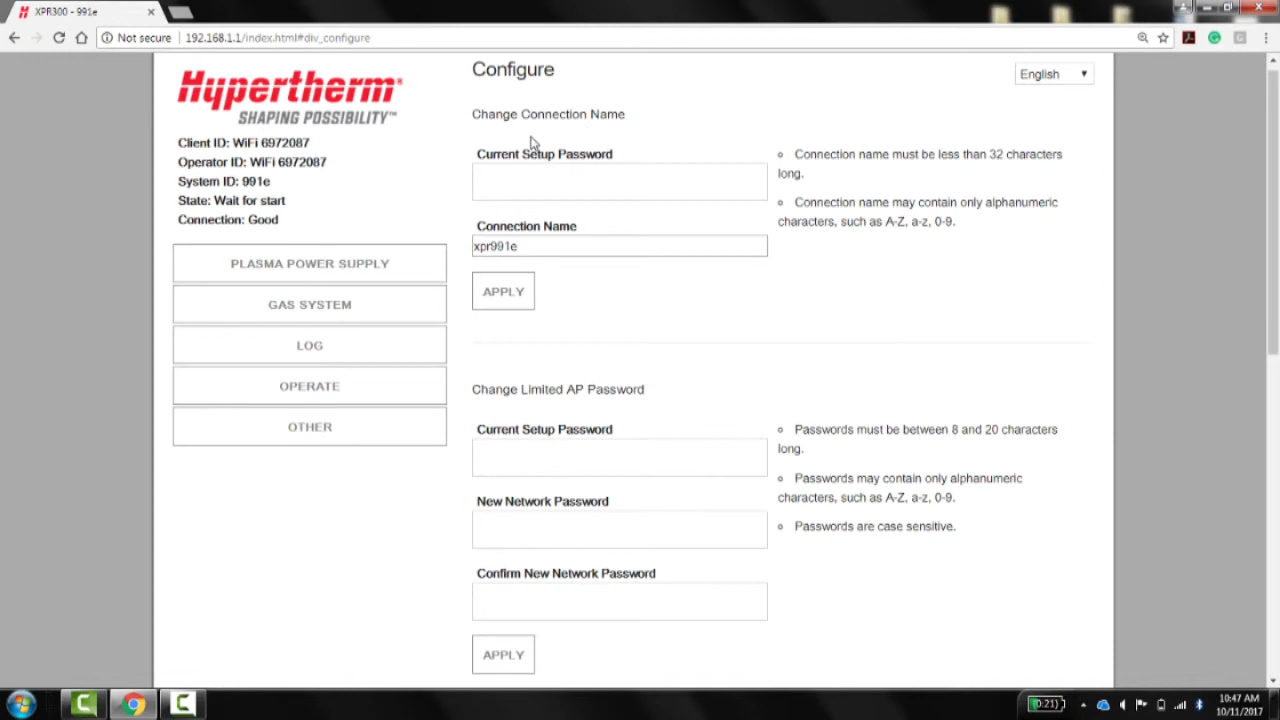 XPR300 - 991e
Not secure
192.168.1.1/index.html#div_configure
Hypertherm®
SHAPING POSSIBILITY™
Client ID: WiFi 6972087
Operator ID: WiFi 6972087
System ID: 991e
State: Wait for start
Connection: Good
PLASMA POWER SUPPLY
GAS SYSTEM
LOG
OPERATE
OTHER
Configure
English
Change Connection Name
Current Setup Password
Connection name must be less than 32 characters
long.
Connection name may contain only alphanumeric
characters, such as A-Z, a-z, 0-9.
Connection Name
xpr991e
APPLY
Change Limited AP Password
Current Setup Password
Passwords must be between 8 and 20 characters
long.
Passwords may contain only alphanumeric
characters, such as A-Z, a-z, 0-9.
Passwords are case sensitive.
New Network Password
Confirm New Network Password
APPLY
(0:21)
10:47 AM
10/11/2017